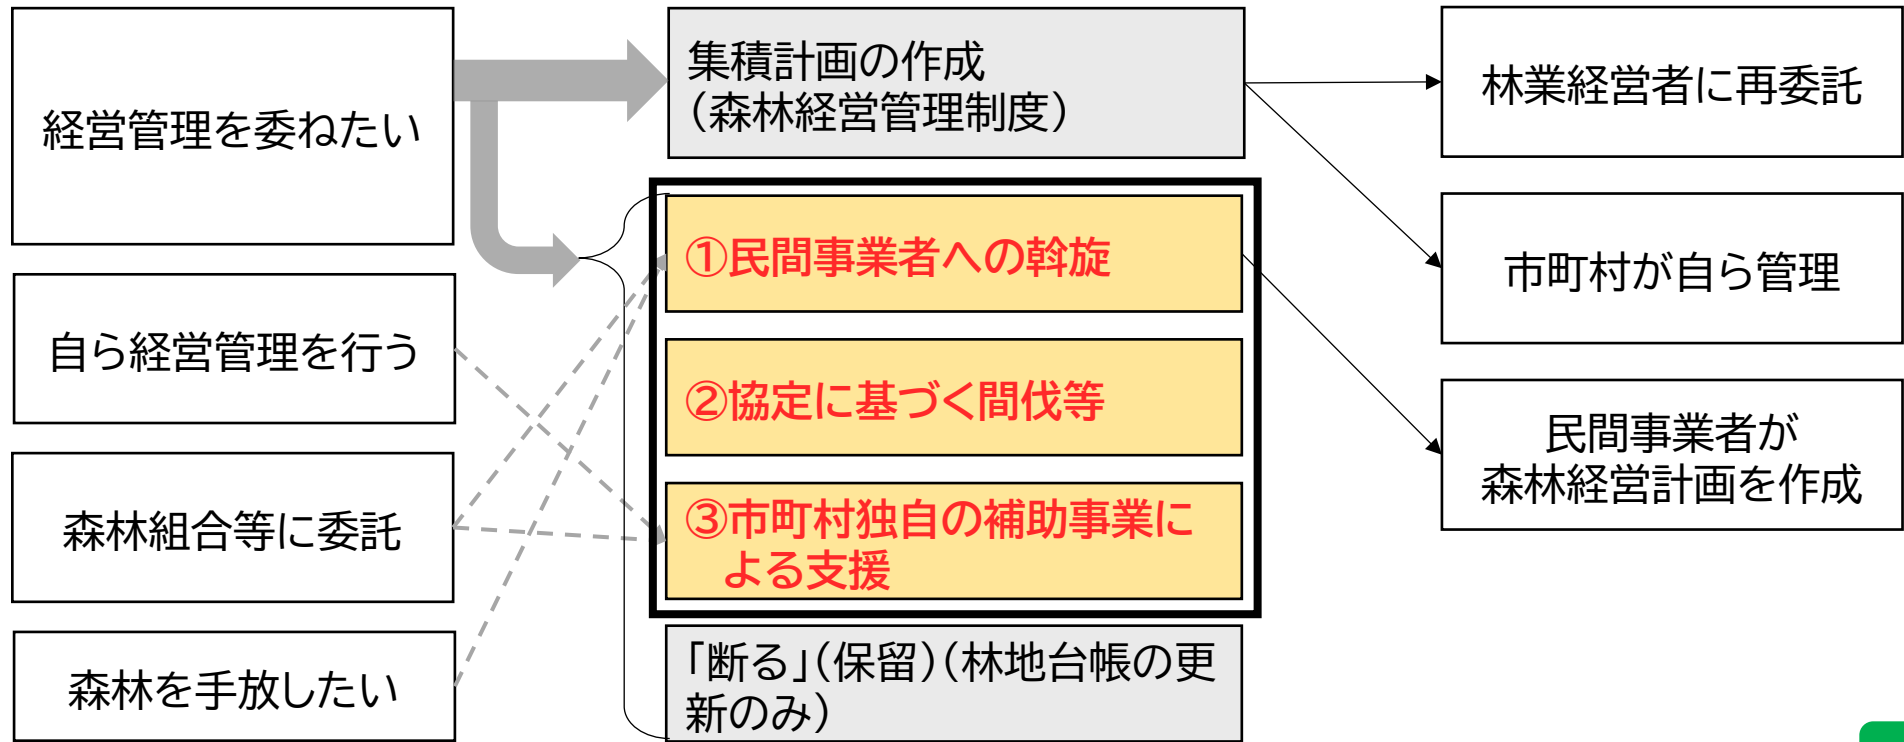 経営管理を委ねたい
自ら経営管理を行う
森林組合等に委託
森林を手放したい
集積計画の作成
（森林経営管理制度）
①民間事業者への斡旋
②協定に基づく間伐等
③市町村独自の補助事業に
よる支援
「断る」（保留）（林地台帳の更
新のみ）
林業経営者に再委託
市町村が自ら管理
民間事業者が
森林経営計画を作成